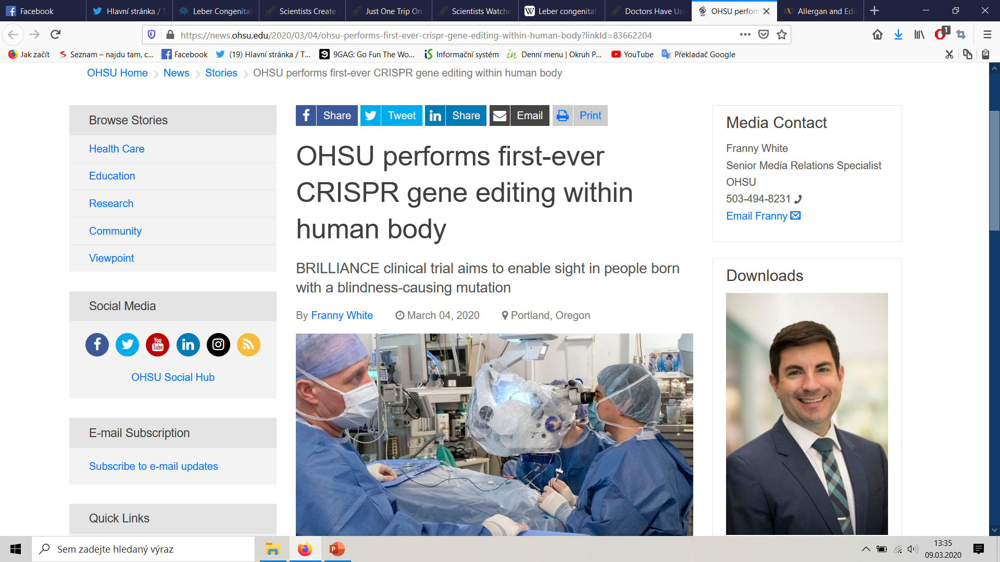 Facebook
Hlavní stránka / T
Leber Congenital
Scientists Create
Just One Trip On
Scientists Watche
Leber congenital
Doctors Have Us
OHSU perform
Allergan and Edit
https://news.ohsu.edu/2020/03/04/ohsu-performs-first-ever-crispr-gene-editing-within-human-body?linkId=83662204
1
Jak začít
Seznam – najdu tam, c...
Facebook
(19) Hlavní stránka / T...
9GAG: Go Fun The Wo...
Informační systém
Denní menu | Okruh P...
YouTube
Překladač Google
OHSU Home
News
Stories
OHSU performs first-ever CRISPR gene editing within human body
Browse Stories
Health Care
Education
Research
Community
Viewpoint
Social Media
You
Tube
OHSU Social Hub
E-mail Subscription
Subscribe to e-mail updates
Quick Links
Share
Tweet
Share
Email
Print
OHSU performs first-ever
CRISPR gene editing within
human body
BRILLIANCE clinical trial aims to enable sight in people born
with a blindness-causing mutation
By Franny White
March 04, 2020
Portland, Oregon
Media Contact
Franny White
Senior Media Relations Specialist
OHSU
503-494-8231
Email Franny
Downloads
Sem zadejte hledaný výraz
13:35
09.03.2020